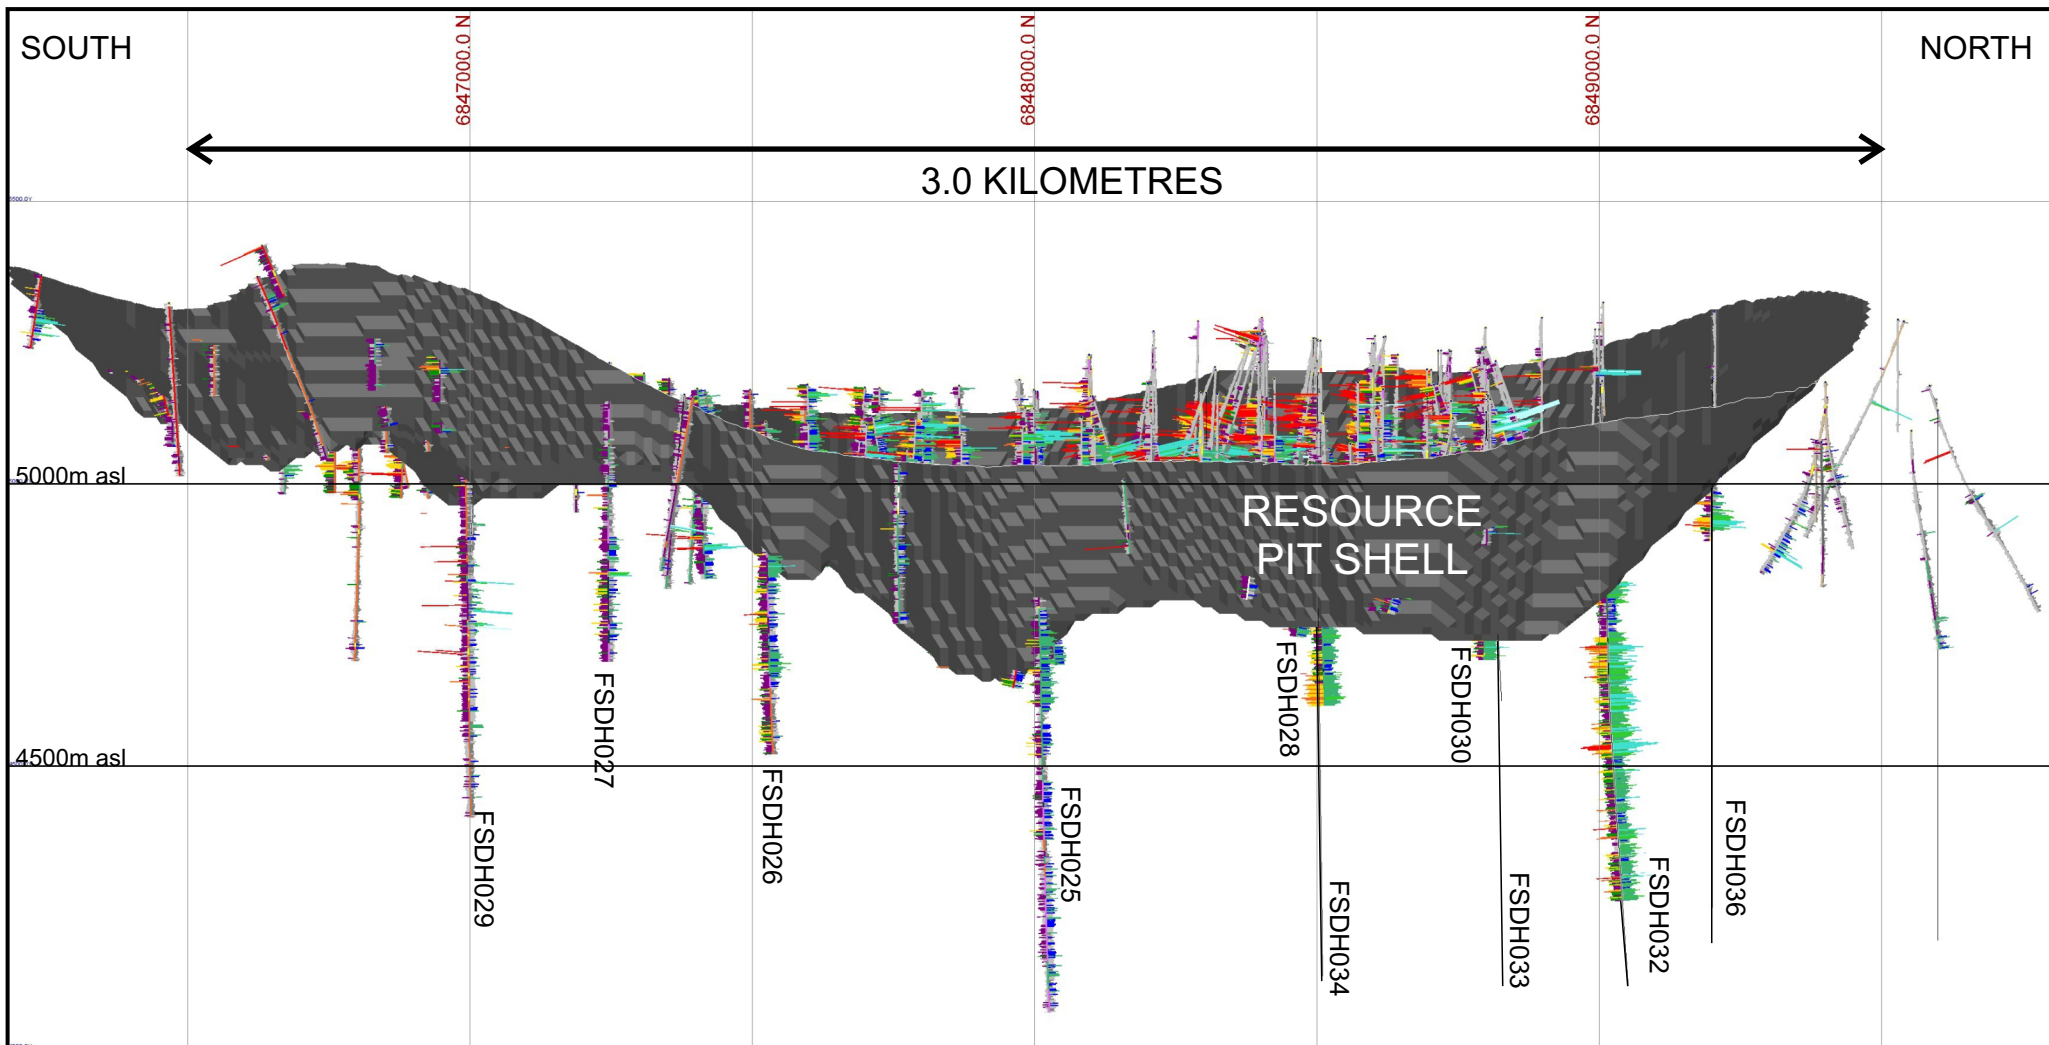 SOUTH
NORTH
6847000.0 N
6848000.0 N
6849000.0 N
3.0 KILOMETRES
5000m asl
RESOURCE
PIT SHELL
4500m asl
FSDH029
FSDH027
FSDH026
FSDH025
FSDH028
FSDH034
FSDH030
FSDH033
FSDH032
FSDH036